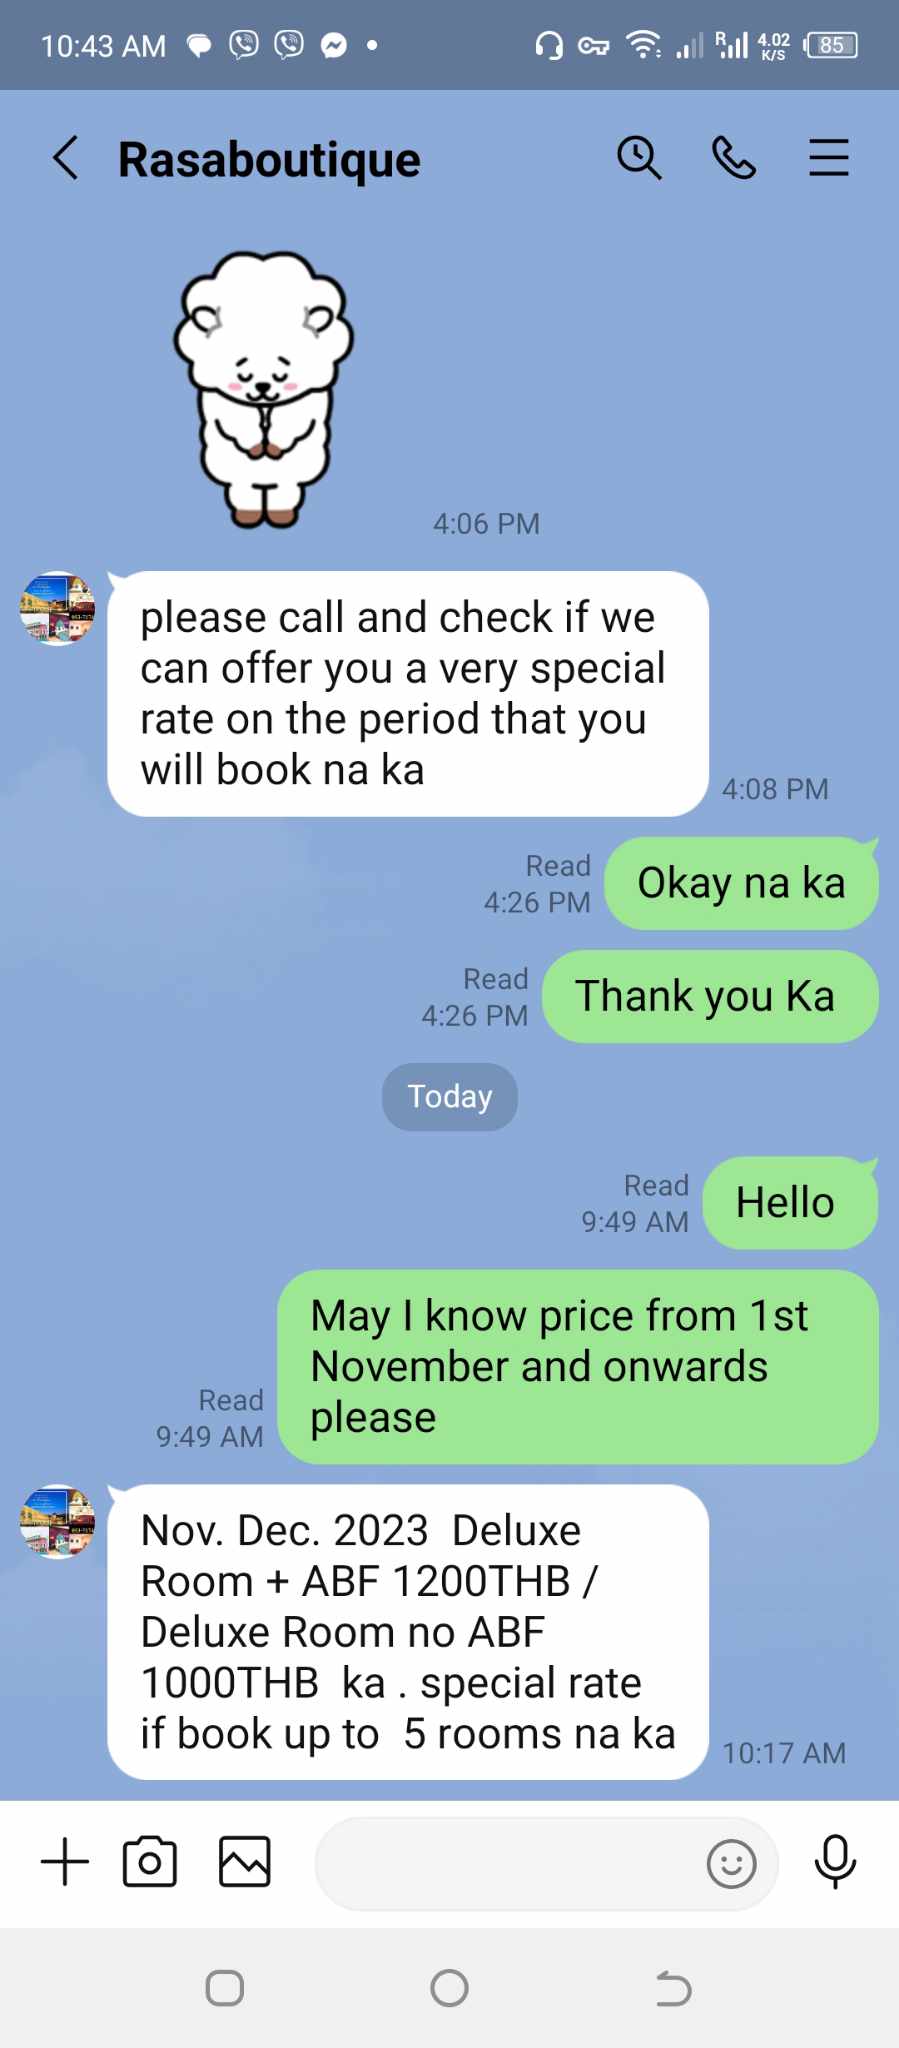 10:43 AM
R
4.02
K/S
85
Rasaboutique
4:06 PM
please call and check if we
can offer you a very special
rate on the period that you
will book na ka
4:08 PM
Read
4:26 PM
Okay na ka
Read
4:26 PM
Thank you Ka
Today
Read
9:49 AM
Hello
May I know price from 1st
November and onwards
please
Read
9:49 AM
Nov. Dec. 2023  Deluxe
Room + ABF 1200THB /
Deluxe Room no ABF
1000THB  ka . special rate
if book up to  5 rooms na ka
10:17 AM